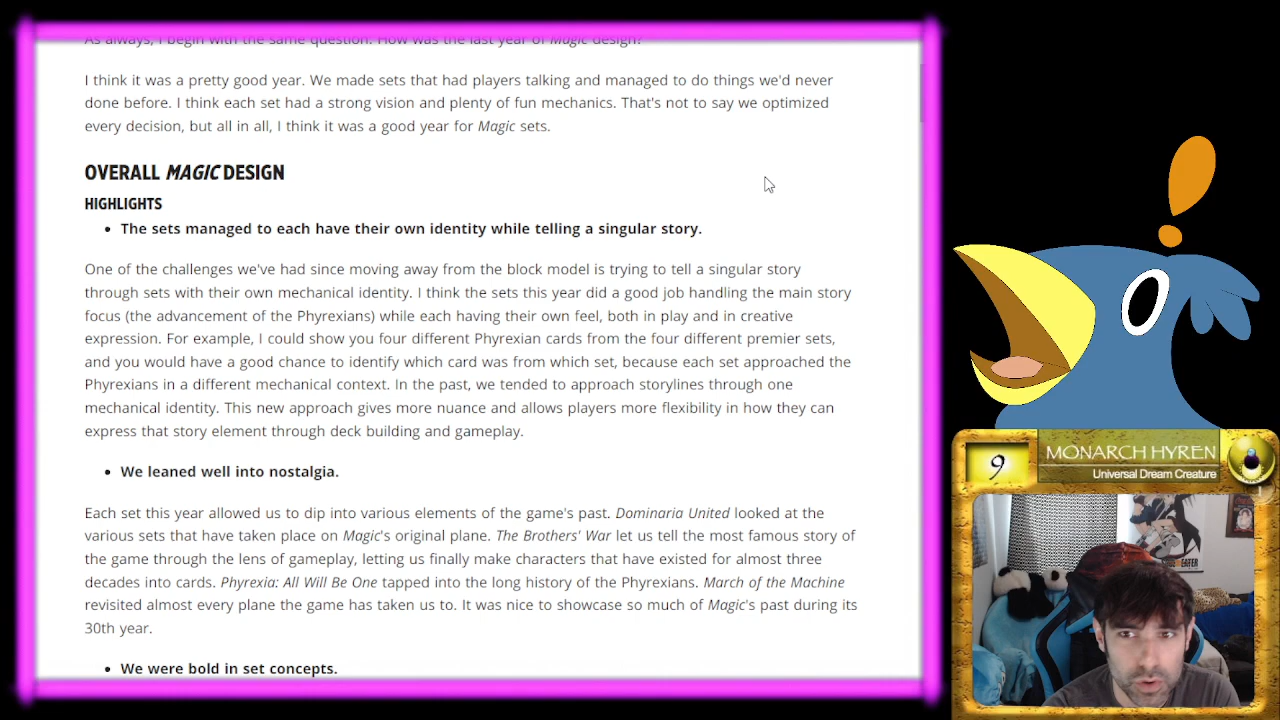 As always, I begin with the same question. How was the last year of Magic design?
I think it was a pretty good year. We made sets that had players talking and managed to do things we'd never
done before. I think each set had a strong vision and plenty of fun mechanics. That's not to say we optimized
every decision, but all in all, I think it was a good year for Magic sets.
OVERALL MAGIC DESIGN
HIGHLIGHTS
• The sets managed to each have their own identity while telling a singular story.
One of the challenges we've had since moving away from the block model is trying to tell a singular story
through sets with their own mechanical identity. I think the sets this year did a good job handling the main story
focus (the advancement of the Phyrexians) while each having their own feel, both in play and in creative
expression. For example, I could show you four different Phyrexian cards from the four different premier sets,
and you would have a good chance to identify which card was from which set, because each set approached the
Phyrexians in a different mechanical context. In the past, we tended to approach storylines through one
mechanical identity. This new approach gives more nuance and allows players more flexibility in how they can
express that story element through deck building and gameplay.
• We leaned well into nostalgia.
Each set this year allowed us to dip into various elements of the game's past. Dominaria United looked at the
various sets that have taken place on Magic's original plane. The Brothers' War let us tell the most famous story of
the game through the lens of gameplay, letting us finally make characters that have existed for almost three
decades into cards. Phyrexia: All Will Be One tapped into the long history of the Phyrexians. March of the Machine
revisited almost every plane the game has taken us to. It was nice to showcase so much of Magic's past during its
30th year.
• We were bold in set concepts.
9
MONARCH HYREN
Universal Dream Creature
EATER